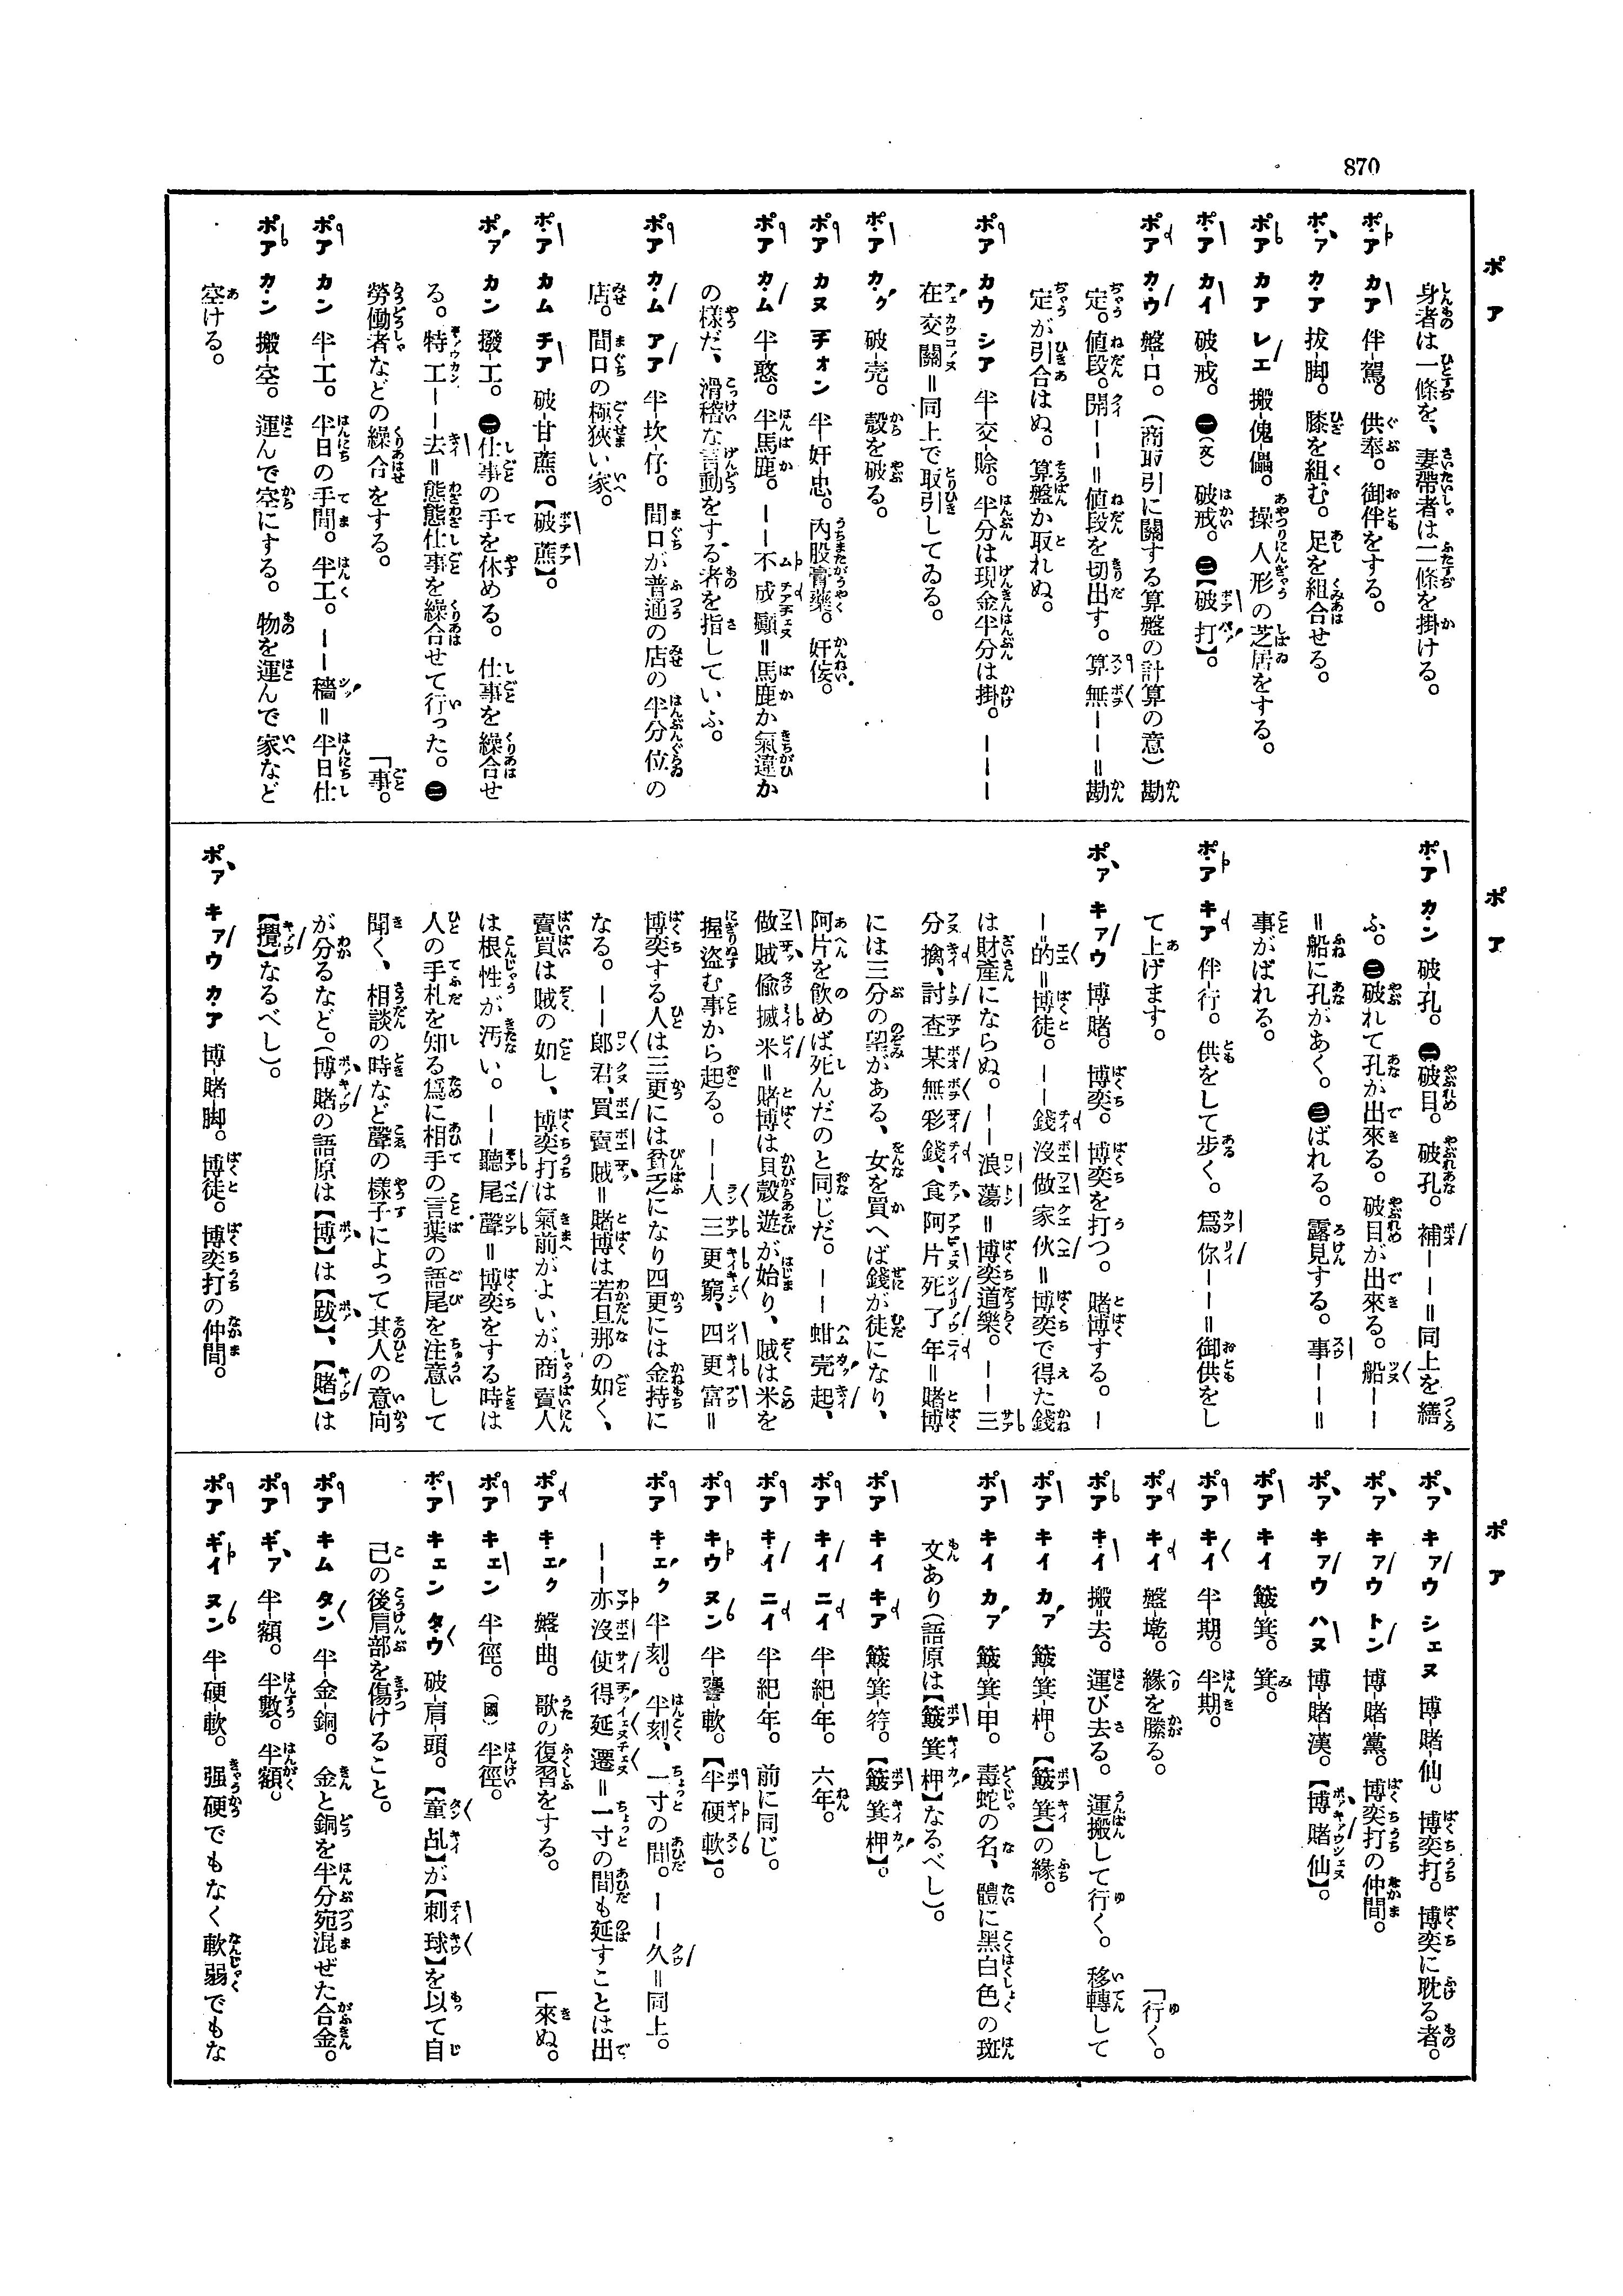 870
ポア
身者は一條を、妻帶者は二條を掛ける。
ポア カア 伴-駕。供奉。御伴をする。
ポァ カア 拔-脚。膝を組む。足を組合せる。
ポア カア レエ 搬-傀-儡。操人形の芝居をする。
ポア カイ 破-戒。㊀(文)破戒。㊁【破打】。
ポア カウ 盤-口。(商取引に關する算盤の計算の意)勘
定。値段。開――=値段を切出す。算無――=勘
定が引合はぬ。算盤か取れぬ。
ポア カウ シア 半-交-賒。半分は現金半分は掛。―――
在交關=同上で取引してゐる。
ポア カク 破-壳。殼を破る。
ポア カヌ チォン 半-奸-忠。內股膏藥。奸佞。
ポア カム 半-憨。半馬鹿。――不成顯=馬鹿か氣違か
の樣だ、滑稽な言動をする者を指していふ。
ポア カム アア 半-坎-仔。間口が普通の店の半分位の
店。間口の極狹い家。
ポア カム チア 破-甘-蔗。【破蔗】。
ポァ カン 撥-工。㊀仕事の手を休める。仕事を繰合せ
る。特工――去=態態仕事を繰合せて行った。㊁
勞働者などの繰合をする。「事。
ポア カン 半-工。半日の手間。半工。――穡=半日仕
ポア カン 搬-空。運んで空にする。物を運んで家など
空ける。
ポア
ポア カン 破-孔。㊀破目。破孔。補――=同上を繕
ふ。㊁破れて孔か出來る。破目が出來る。船――
=船に孔があく。㊂ばれる。露見する。事――=
事がばれる。
ポア キア 伴-行。供をして步く。爲你――=御供をし
て上げます。
ポァ キァウ 博-賭。博奕。博奕を打つ。賭博する。―
―的=博徒。――錢沒做家伙=博奕で得た錢
は財產にならぬ。――浪蕩=博奕道樂。――三
分擒、討查某無彩錢、食阿片死了年=賭博
には三分の望がある、女を買へば錢が徒になり、
阿片を飮めば死んだのと同じだ。――蚶壳起、
做賊偸搣米=賭博は貝殼遊が始り、賊は米を
握盜む事から起る。――人三更窮、四更富=
博奕する人は三更には貧乏になり四更には金持に
なる。――郞君、買賣賊=賭博は若旦那の如く、
賣買は賊の如し、博奕打は氣前がよいが商賣人
は根性が汚い。――聽尾聲=博奕をする時は
人の手札を知る爲に相手の言葉の語尾を注意して
聞く、相談の時など聲の樣子によって其人の意向
が分るなど。(博賭の語原は【博】は【跋】、【賭】は
【攪】なるべし)。
ポァ キァウ カア 博-賭-脚。博徒。博奕打の仲間。
ポア
ポァ キァウ シェヌ 博-賭-仙。博奕打。博奕に耽る者。
ポァ キァウ トン 博-賭-黨。博奕打の仲間。
ポァ キァウ ハヌ 博-賭-漢。【博賭仙】。
ポア キイ 簸-箕。箕。
ポア キイ 半-期。半期。
ポア キイ 盤-墘。緣を縢る。「行く。
ポア キイ 搬=去。運び去る。運搬して行く。移轉して
ポア キイ カァ 簸-箕-柙。【簸箕】の緣。
ポア キイ カァ 簸-箕-甲。毒蛇の名、體に黑白色の斑
文あり(語原は【簸箕柙】なるべし)。
ポア キイ キア 簸-箕-䈑。【簸箕柙】。
ポア キイ ニイ 半-紀-年。六年。
ポア キイ ニイ 半-紀-年。前に同じ。
ポア キウ ヌン 半-䪼-軟。【半硬軟】。
ポア キェク 半-刻。半刻、一寸の間。――久=同上。
――亦沒使得延遷=一寸の間も延すことは出
ポア キェク 盤-曲。歌の復習をする。「來ぬ。
ポア キェン 半-徑。(國)半徑。
ポア キェン タウ 破-肩-頭。【童乩】が【刺球】を以て自
己の後肩部を傷けること。
ポア キム タン 半-金-銅。金と銅を半分宛混ぜた合金。
ポア ギァ 半-額。半數。半額。
ポア ギイ ヌン 半-硬-軟。强硬でもなく軟弱でもな